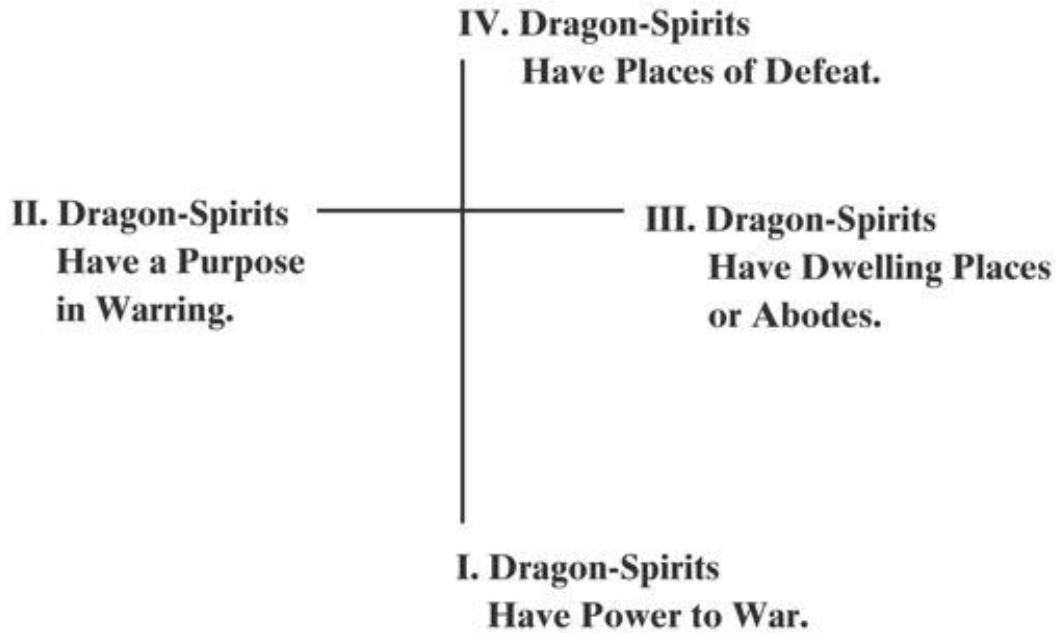 IV. Dragon-Spirits
Have Places of Defeat.
II. Dragon-Spirits
Have a Purpose
in Warring.
III. Dragon-Spirits
Have Dwelling Places
or Abodes.
I. Dragon-Spirits
Have Power to War.